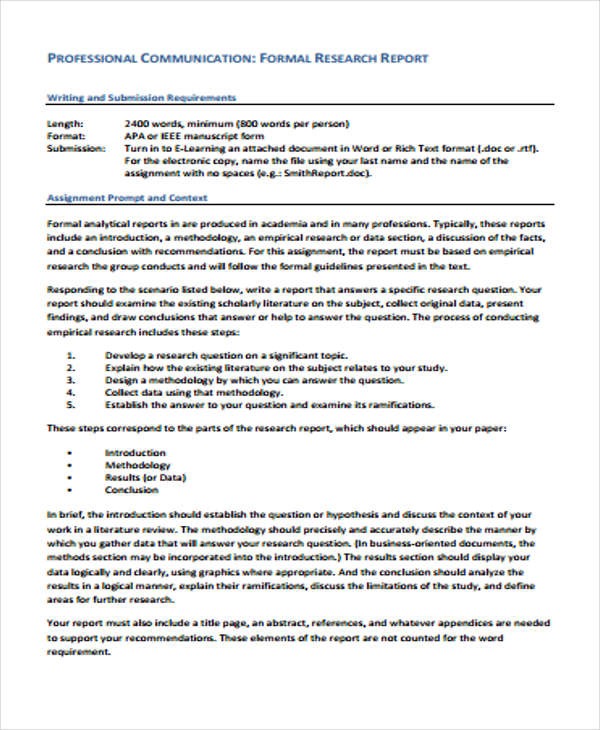 PROFESSIONAL COMMUNICATION: FORMAL RESEARCH REPORT
Writing and Submission Requirements
Length: 2400 words, minimum (800 words per person)
Format: APA or IEEE manuscript form
Submission: Turn in to E-Learning an attached document in Word or Rich Text format (.doc or .rtf).
For the electronic copy, name the file using your last name and the name of the
assignment with no spaces (e.g.: SmithReport.doc).
Assignment Prompt and Context
Formal analytical reports in are produced in academia and in many professions. Typically, these reports
include an introduction, a methodology, an empirical research or data section, a discussion of the facts,
and a conclusion with recommendations. For this assignment, the report must be based on empirical
research the group conducts and will follow the formal guidelines presented in the text.
Responding to the scenario listed below, write a report that answers a specific research question. Your
report should examine the existing scholarly literature on the subject, collect original data, present
findings, and draw conclusions that answer or help to answer the question. The process of conducting
empirical research includes these steps:
1. Develop a research question on a significant topic.
2. Explain how the existing literature on the subject relates to your study.
3. Design a methodology by which you can answer the question.
4. Collect data using that methodology.
5. Establish the answer to your question and examine its ramifications.
These steps correspond to the parts of the research report, which should appear in your paper:
• Introduction
• Methodology
• Results (or Data)
• Conclusion
In brief, the introduction should establish the question or hypothesis and discuss the context of your
work in a literature review. The methodology should precisely and accurately describe the manner by
which you gather data that will answer your research question. (In business-oriented documents, the
methods section may be incorporated into the introduction.) The results section should display your
data logically and clearly, using graphics where appropriate. And the conclusion should analyze the
results in a logical manner, explain their ramifications, discuss the limitations of the study, and define
areas for further research.
Your report must also include a title page, an abstract, references, and whatever appendices are needed
to support your recommendations. These elements of the report are not counted for the word
requirement.